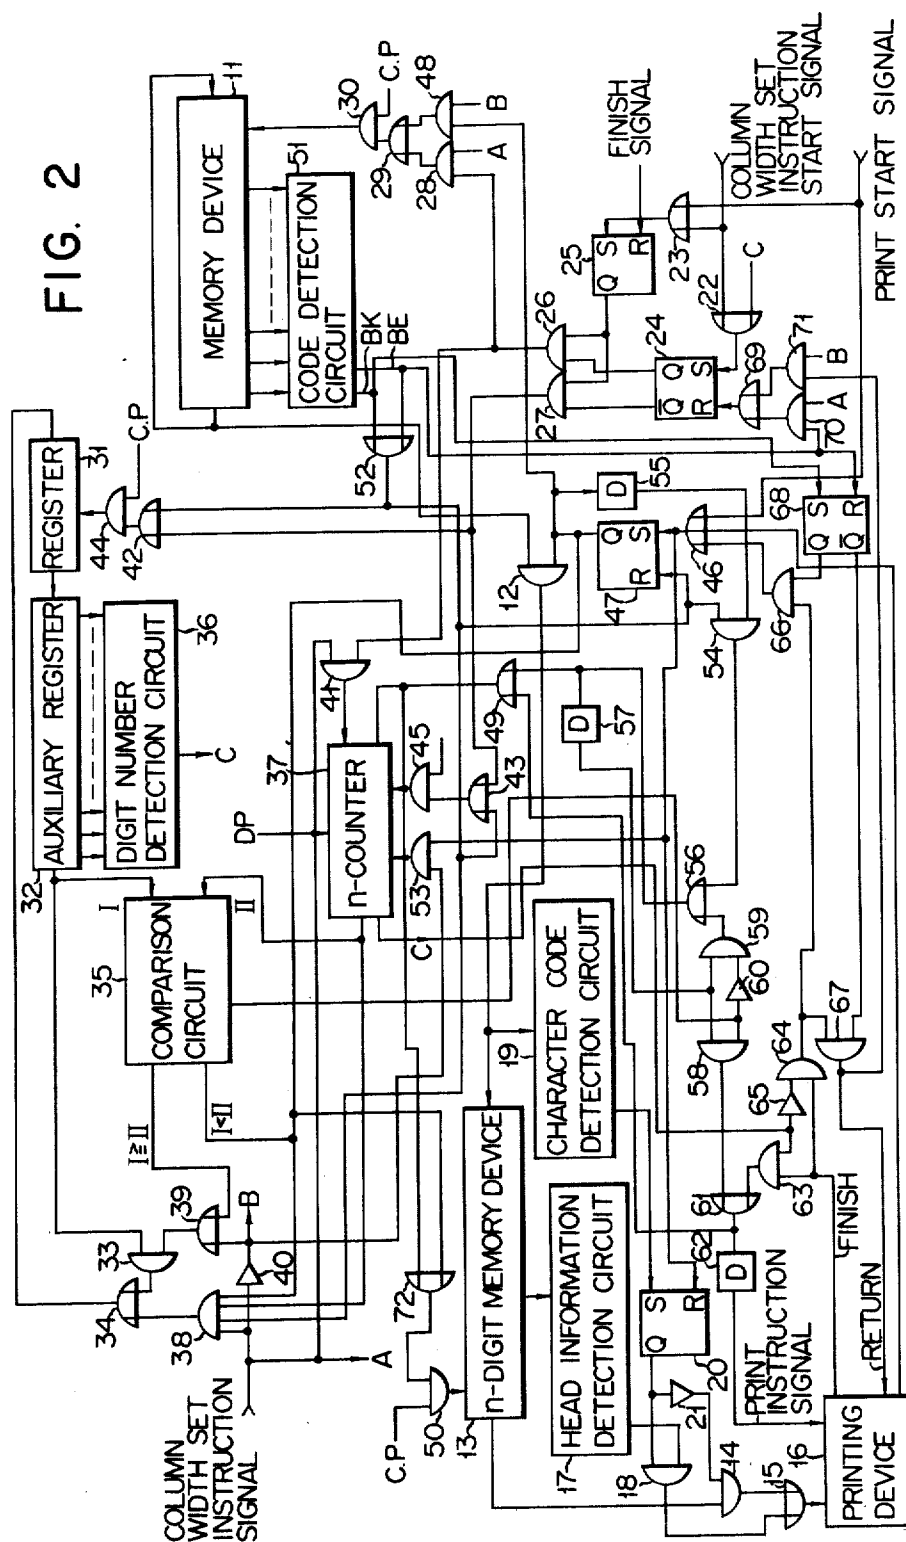 FIG. 2
MEMORY DEVICE
11
CODE DETECTION
CIRCUIT
51
BK
BE
52
30
C.P
29
28
48
A
B
AUXILIARY REGISTER
32
REGISTER
31
C.P
44
42
DIGIT NUMBER
DETECTION CIRCUIT
36
C
COMPARISON
CIRCUIT
35
I
II
I≧II
I<II
n-COUNTER
37
DP
C
41
45
43
53
49
57
D
12
33
34
38
39
40
B
A
COLUMN
WIDTH SET
INSTRUCTION
SIGNAL
72
C.P
50
n-DIGIT MEMORY DEVICE
13
CHARACTER CODE
DETECTION CIRCUIT
19
HEAD INFORMATION
DETECTION CIRCUIT
17
18
S
Q
R
20
21
14
15
PRINTING
DEVICE
16
PRINT
INSTRUCTION
SIGNAL
RETURN
FINISH
62
D
61
63
64
65
67
58
59
60
56
54
55
D
Q
S
R
47
46
66
S
Q
R
Q̅
68
FINISH
SIGNAL
25
Q
S
R
26
27
24
Q
Q̅
S
R
23
22
C
69
70
71
A
B
COLUMN
WIDTH SET
INSTRUCTION
START SIGNAL
PRINT START SIGNAL